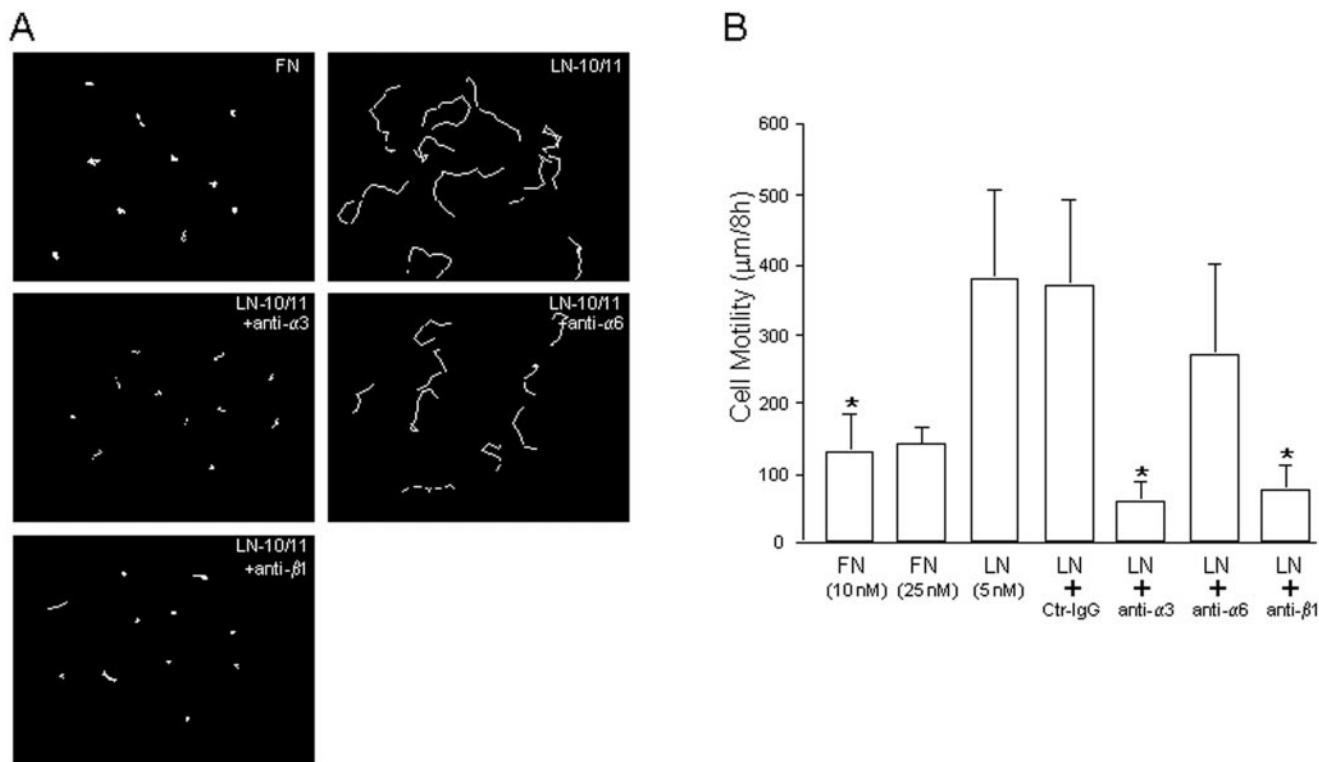 A
FN
LN-10/11
LN-10/11
+anti-α3
LN-10/11
+anti-α6
LN-10/11
+anti-β1
B
Cell Motility (μm/8h)
600
500
400
300
200
100
0
*
*
*
FN
(10 nM)
FN
(25 nM)
LN
(5 nM)
LN
+
Ctr-IgG
LN
+
anti-α3
LN
+
anti-α6
LN
+
anti-β1